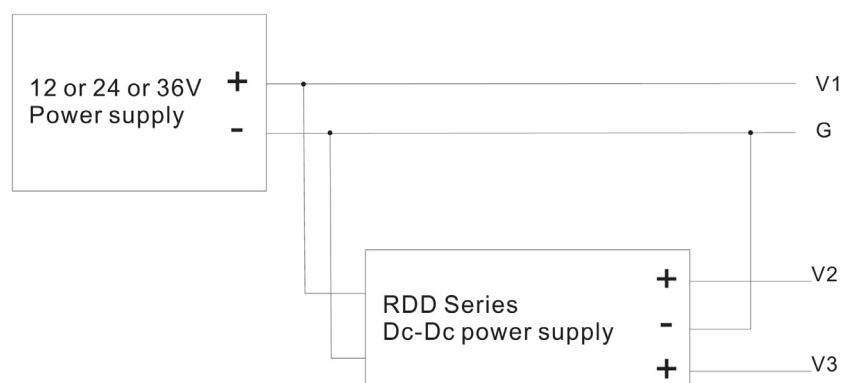 12 or 24 or 36V +
Power supply -
V1
G
RDD Series
Dc-Dc power supply
+
-
+
V2
V3